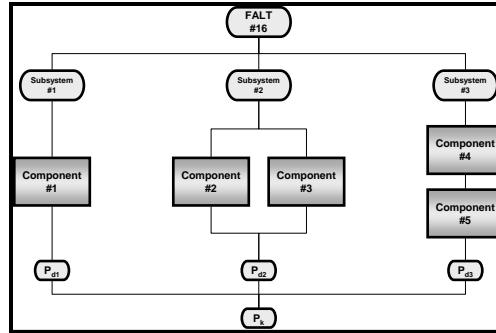 FALT
#16
Subsystem
#1
Subsystem
#2
Subsystem
#3
Component
#1
Component
#2
Component
#3
Component
#4
Component
#5
Pd1
Pd2
Pd3
Pk